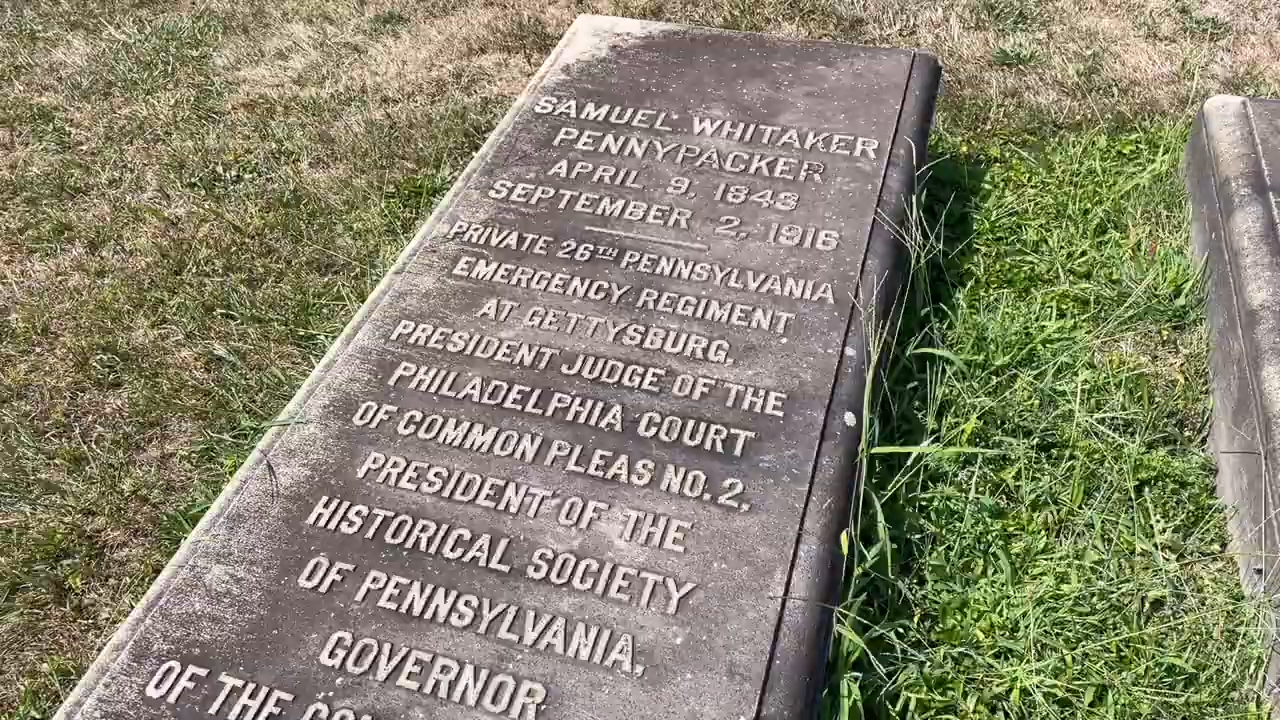 SAMUEL WHITAKER
PENNYPACKER
APRIL 9, 1843
SEPTEMBER 2, 1916
PRIVATE 26TH PENNSYLVANIA
EMERGENCY REGIMENT
AT GETTYSBURG,
PRESIDENT JUDGE OF THE
PHILADELPHIA COURT
OF COMMON PLEAS NO. 2,
PRESIDENT OF THE
HISTORICAL SOCIETY
OF PENNSYLVANIA,
GOVERNOR
OF THE